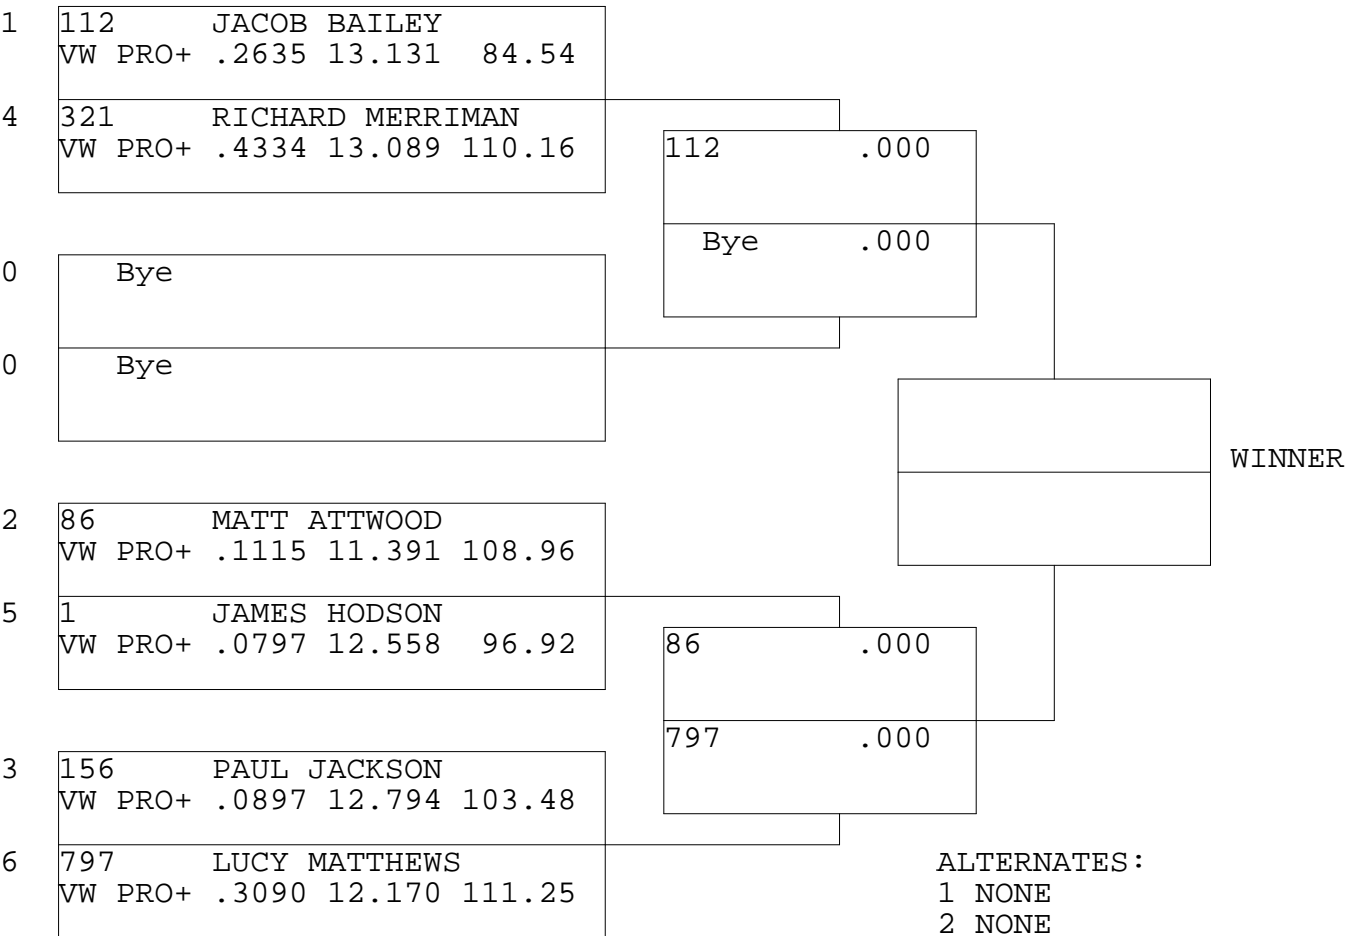 1 112 JACOB BAILEY
VW PRO+ .2635 13.131 84.54
4 321 RICHARD MERRIMAN
VW PRO+ .4334 13.089 110.16
112 .000
Bye .000
0 Bye
0 Bye
WINNER
2 86 MATT ATTWOOD
VW PRO+ .1115 11.391 108.96
5 1 JAMES HODSON
VW PRO+ .0797 12.558 96.92
86 .000
797 .000
3 156 PAUL JACKSON
VW PRO+ .0897 12.794 103.48
6 797 LUCY MATTHEWS
VW PRO+ .3090 12.170 111.25
ALTERNATES:
1 NONE
2 NONE